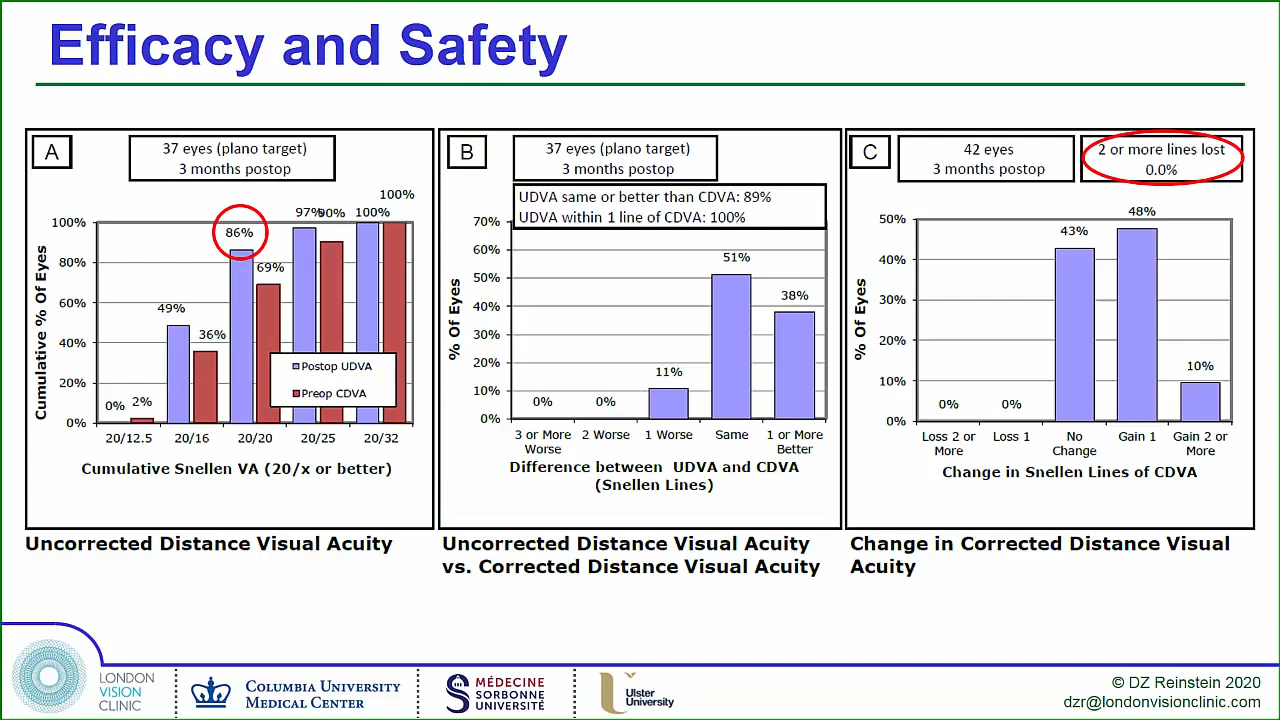 Efficacy and Safety
A
37 eyes (plano target)
3 months postop
100%
80%
60%
40%
20%
0%
Cumulative % Of Eyes
0%
2%
49%
36%
86%
69%
97%
90%
100%
100%
Postop UDVA
Preop CDVA
20/12.5
20/16
20/20
20/25
20/32
Cumulative Snellen VA (20/x or better)
Uncorrected Distance Visual Acuity
B
37 eyes (plano target)
3 months postop
UDVA same or better than CDVA: 89%
UDVA within 1 line of CDVA: 100%
70%
60%
50%
40%
30%
20%
10%
0%
% Of Eyes
0%
0%
11%
51%
38%
3 or More
Worse
2 Worse
1 Worse
Same
1 or More
Better
Difference between UDVA and CDVA
(Snellen Lines)
Uncorrected Distance Visual Acuity
vs. Corrected Distance Visual Acuity
C
42 eyes
3 months postop
2 or more lines lost
0.0%
50%
40%
30%
20%
10%
0%
% Of Eyes
0%
0%
43%
48%
10%
Loss 2 or
More
Loss 1
No
Change
Gain 1
Gain 2 or
More
Change in Snellen Lines of CDVA
Change in Corrected Distance Visual
Acuity
LONDON
VISION
CLINIC
COLUMBIA UNIVERSITY
MEDICAL CENTER
MÉDECINE
SORBONNE
UNIVERSITÉ
Ulster
University
© DZ Reinstein 2020
dzr@londonvisionclinic.com